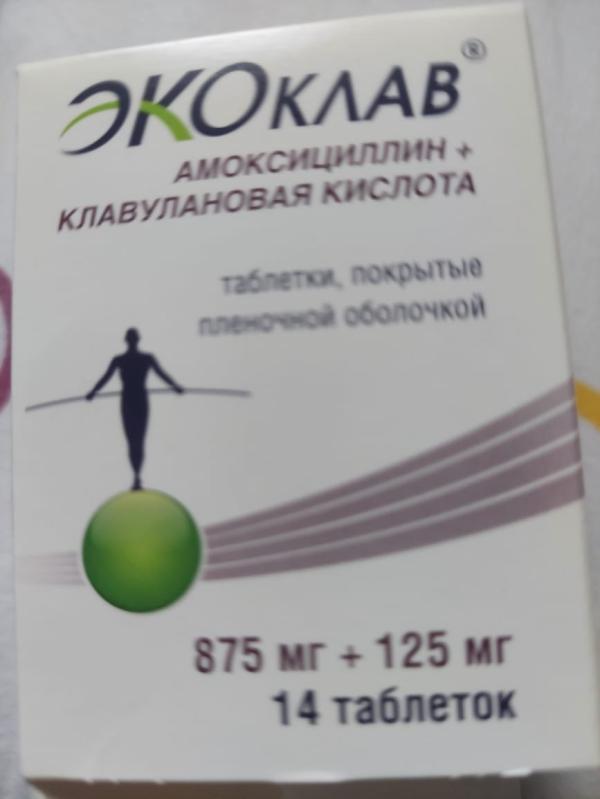 ЭКОКЛАВ®
АМОКСИЦИЛЛИН +
КЛАВУЛАНОВАЯ КИСЛОТА
таблетки, покрытые
пленочной оболочкой
875 мг + 125 мг
14 таблеток